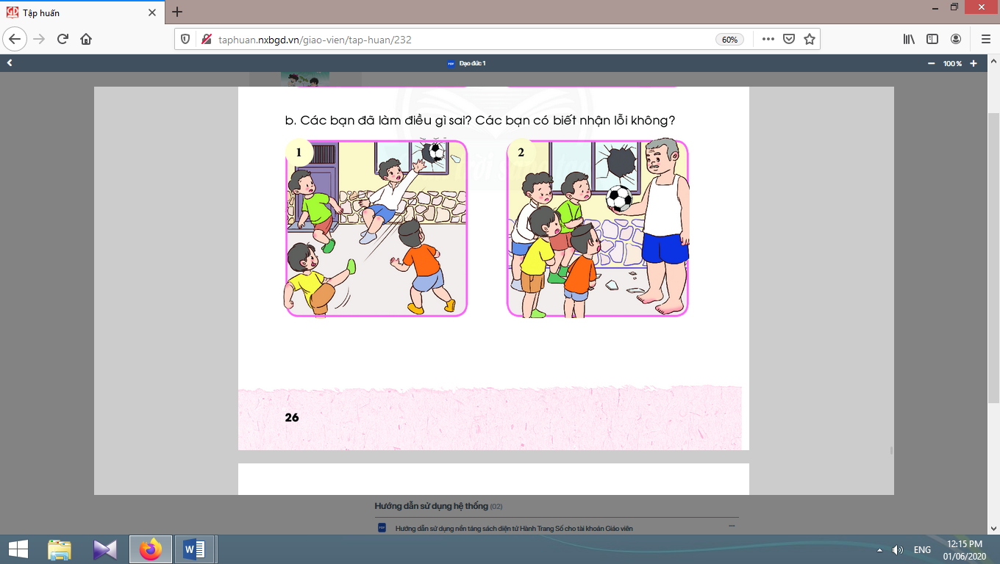 Tập huấn
taphuan.nxbgd.vn/giao-vien/tap-huan/232
60%
PDF
Đạo đức 1
100%
b. Các bạn đã làm điều gì sai? Các bạn có biết nhận lỗi không?
1
2
26
Hướng dẫn sử dụng hệ thống (02)
PDF
Hướng dẫn sử dụng nền tảng sách điện tử Hành Trang Số cho tài khoản Giáo viên
ENG
12:15 PM
01/06/2020